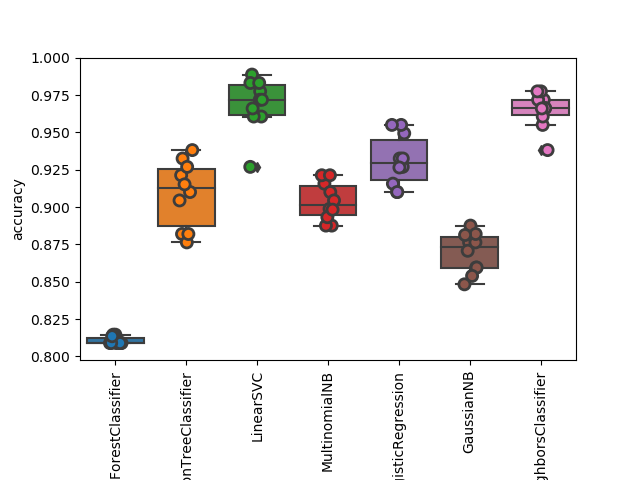 1.000
0.975
0.950
0.925
0.900
0.875
0.850
0.825
0.800
accuracy
ForestClassifier
onTreeClassifier
LinearSVC
MultinomialNB
gisticRegression
GaussianNB
ghborsClassifier